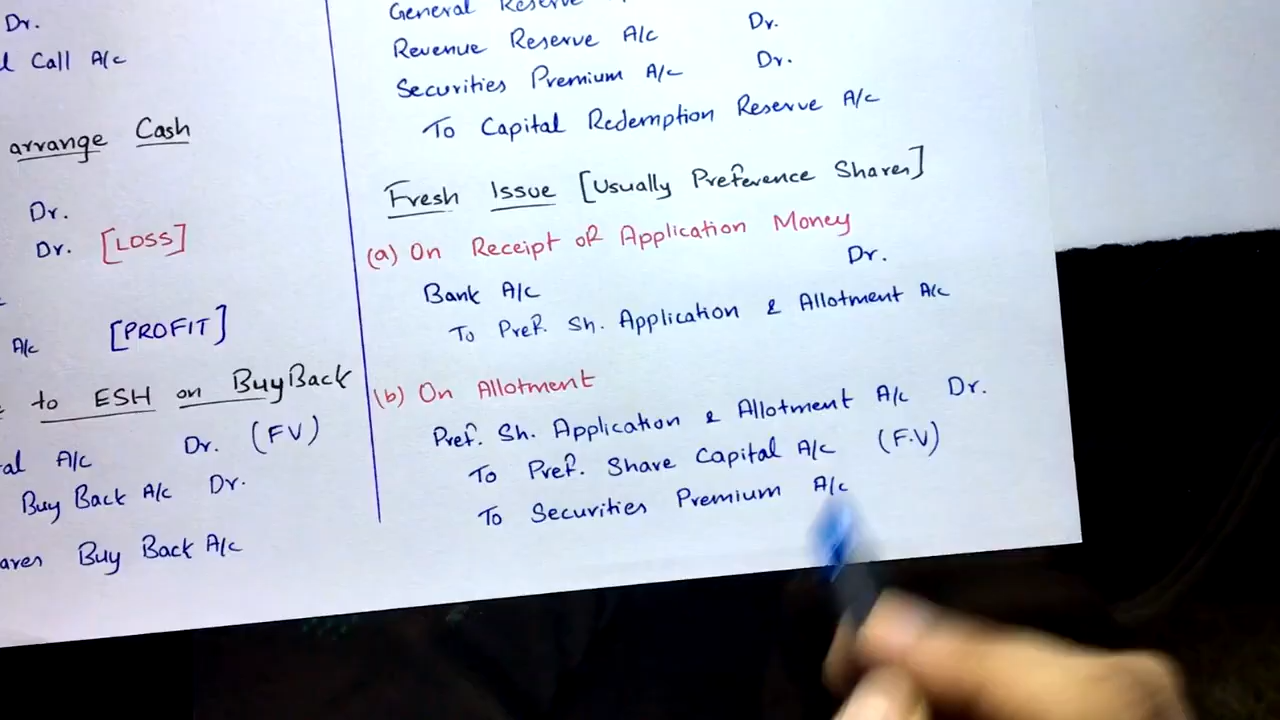 Dr.
Call A/c
arrange Cash
Dr.
Dr. [LOSS]
A/c [PROFIT]
to ESH on BuyBack
A/c Dr. (FV)
Buy Back A/c Dr.
Buy Back A/c
General Reserve
Revenue Reserve A/c Dr.
Securities Premium A/c Dr.
To Capital Redemption Reserve A/c
Fresh Issue [Usually Preference Shares]
(a) On Receipt of Application Money
Bank A/c Dr.
To Pref. Sh. Application & Allotment A/c
(b) On Allotment
Pref. Sh. Application & Allotment A/c Dr.
To Pref. Share Capital A/c (F.V)
To Securities Premium A/c